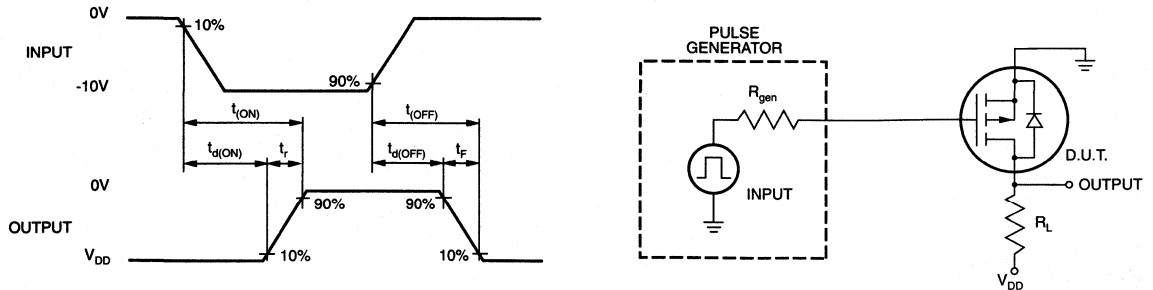 0V
10%
INPUT
-10V
90%
t(ON)
t(OFF)
td(ON)
tr
td(OFF)
tF
0V
90%
90%
OUTPUT
VDD
10%
10%
PULSE
GENERATOR
Rgen
INPUT
D.U.T.
OUTPUT
RL
VDD